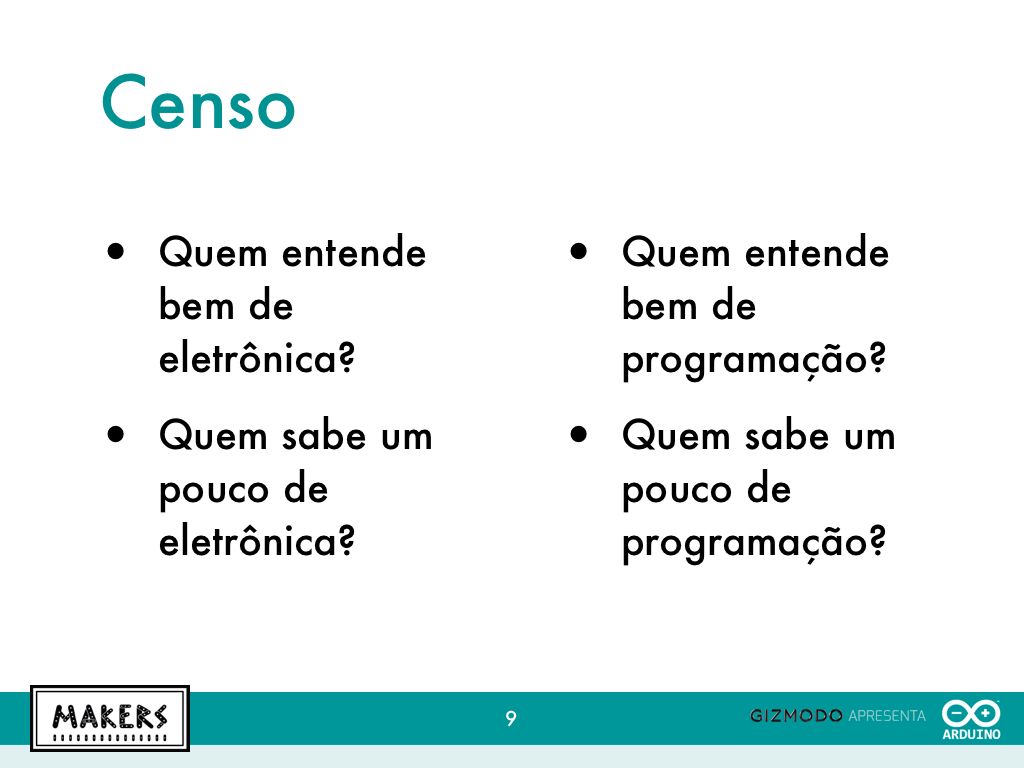 Censo
• Quem entende
bem de
eletrônica?
• Quem sabe um
pouco de
eletrônica?
• Quem entende
bem de
programação?
• Quem sabe um
pouco de
programação?
MAKERS
9
GIZMODO APRESENTA
ARDUINO